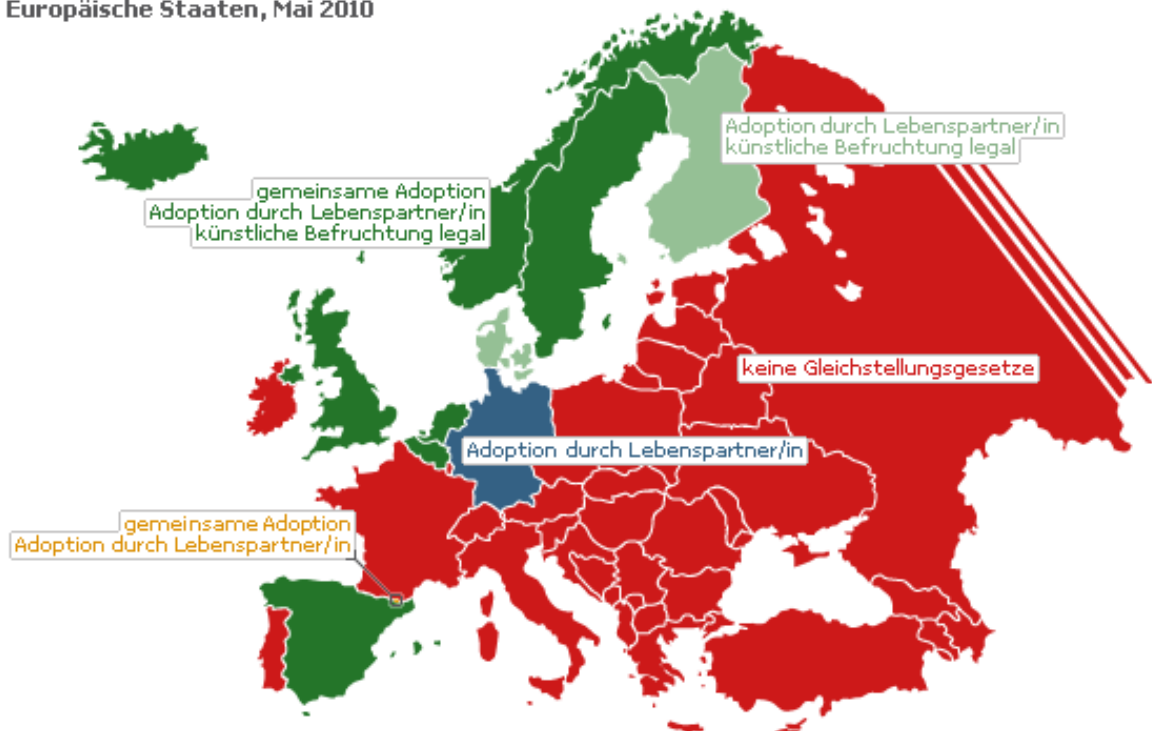 Europäische Staaten, Mai 2010
Adoption durch Lebenspartner/in
künstliche Befruchtung legal
gemeinsame Adoption
Adoption durch Lebenspartner/in
künstliche Befruchtung legal
keine Gleichstellungsgesetze
Adoption durch Lebenspartner/in
gemeinsame Adoption
Adoption durch Lebenspartner/in